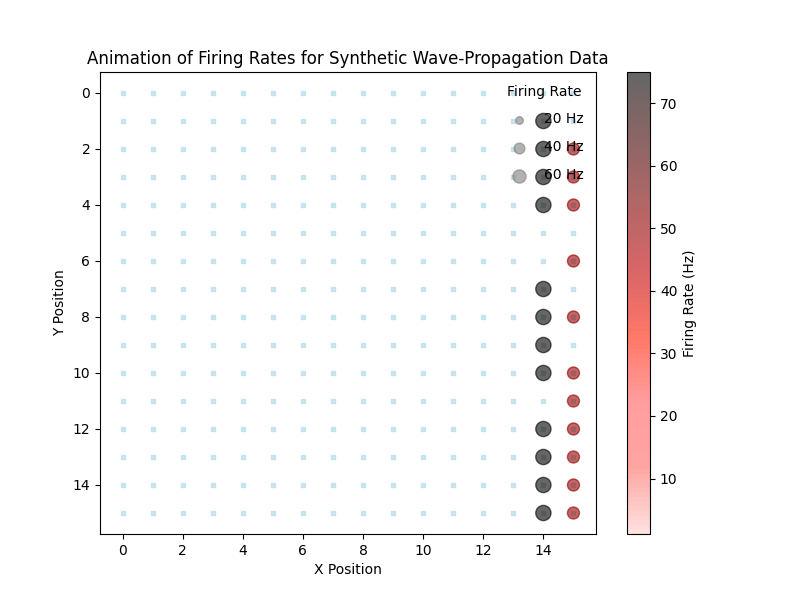 Animation of Firing Rates for Synthetic Wave-Propagation Data
Firing Rate
20 Hz
40 Hz
60 Hz
0
2
4
6
8
10
12
14
Y Position
0 2 4 6 8 10 12 14
X Position
70
60
50
40
30
20
10
Firing Rate (Hz)